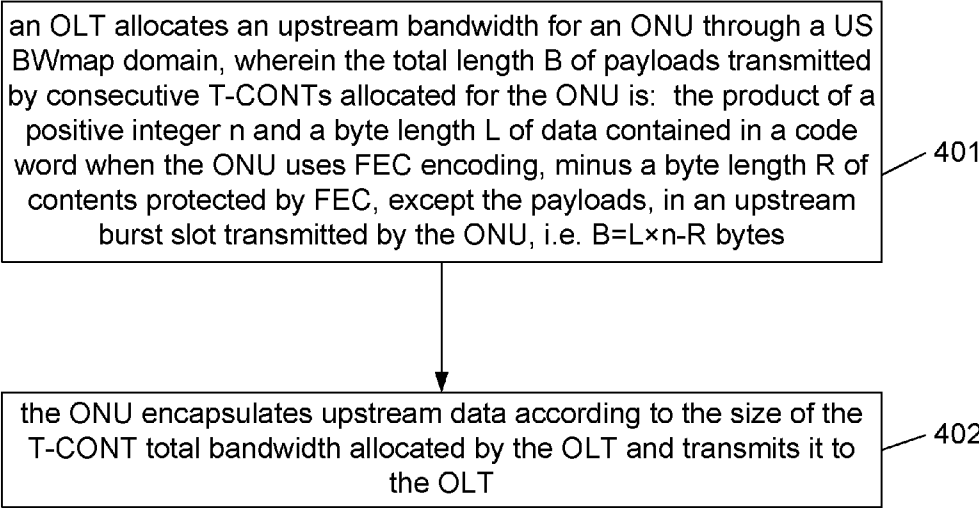 an OLT allocates an upstream bandwidth for an ONU through a US
BWmap domain, wherein the total length B of payloads transmitted
by consecutive T-CONTs allocated for the ONU is: the product of a
positive integer n and a byte length L of data contained in a code
word when the ONU uses FEC encoding, minus a byte length R of
contents protected by FEC, except the payloads, in an upstream
burst slot transmitted by the ONU, i.e. B=L×n-R bytes
401
the ONU encapsulates upstream data according to the size of the
T-CONT total bandwidth allocated by the OLT and transmits it to
the OLT
402